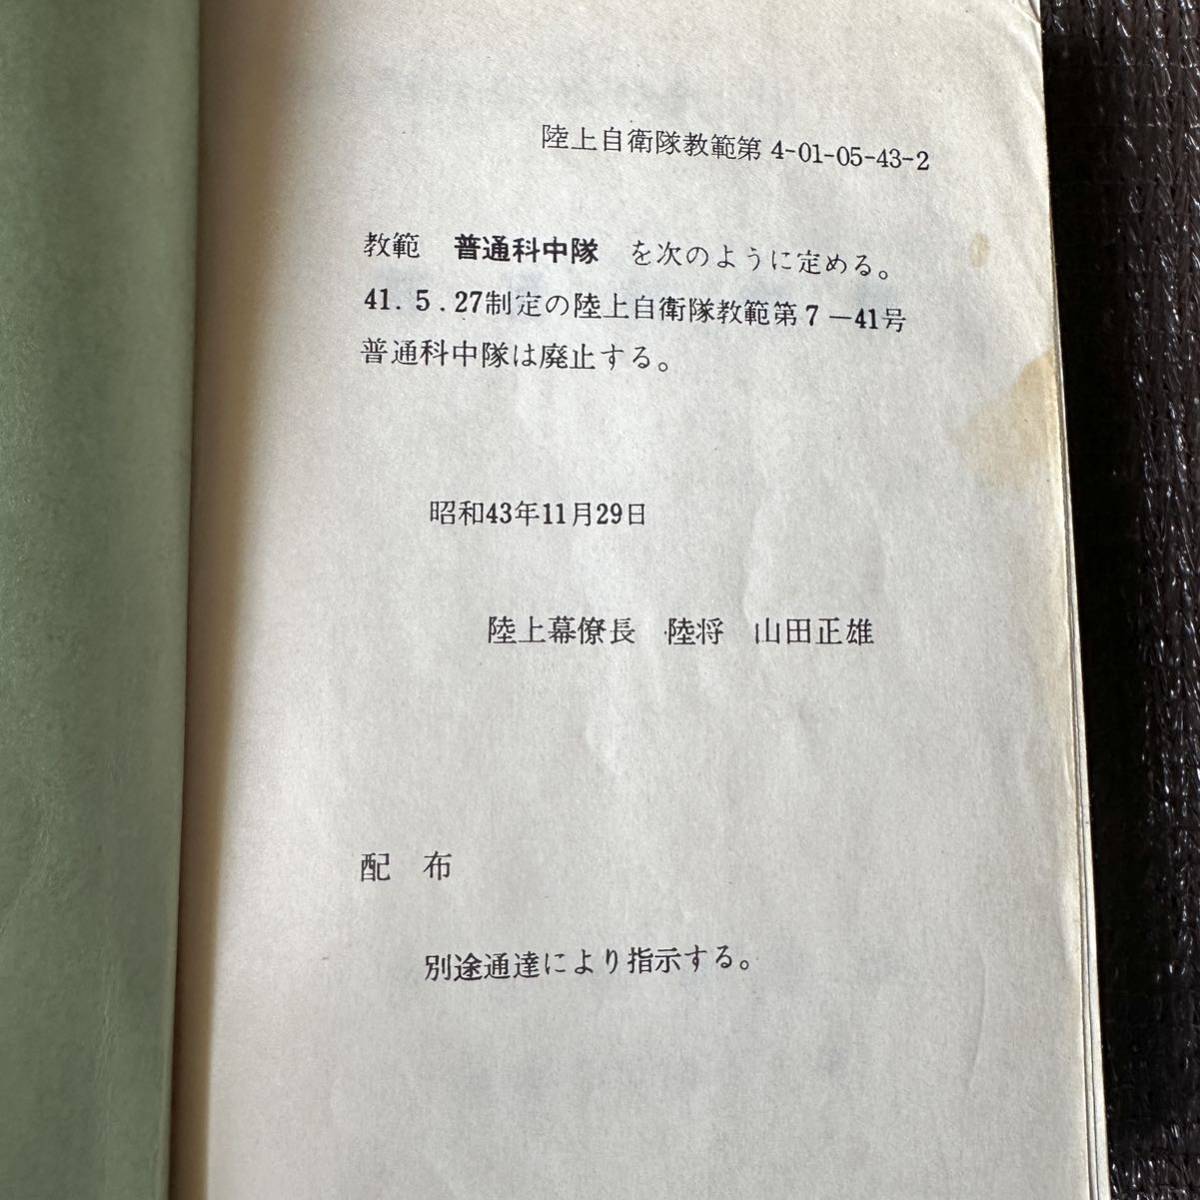 陸上自衛隊教範第4-01-05-43-2
教範 普通科中隊 を次のように定める。
41.5.27制定の陸上自衛隊教範第7-41号
普通科中隊は廃止する。
昭和43年11月29日
陸上幕僚長 陸将 山田正雄
配 布
別途通達により指示する。